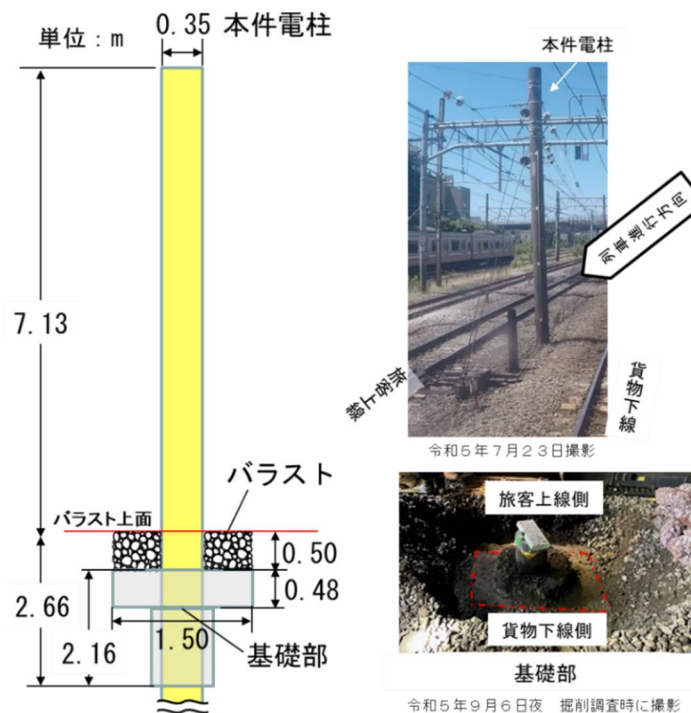 単位：m
0.35 本件電柱
7.13
バラスト
バラスト上面
0.50
0.48
2.66
2.16
1.50
基礎部
本件電柱
列車進行方向
旅客上線
貨物下線
令和５年７月２３日撮影
旅客上線側
貨物下線側
基礎部
令和５年９月６日夜　掘削調査時に撮影